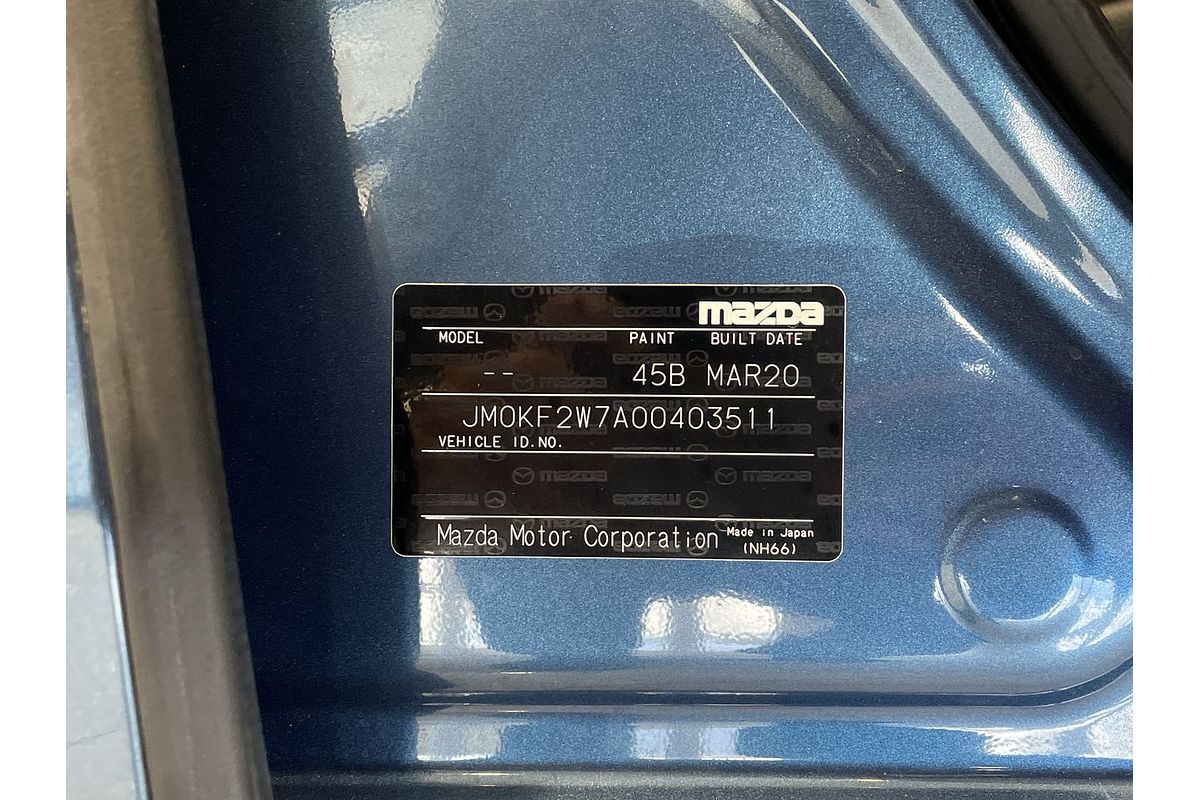 mazda
MODEL PAINT BUILT DATE
-- 45B MAR20
JM0KF2W7A00403511
VEHICLE ID.NO.
Mazda Motor Corporation Made in Japan
(NH66)